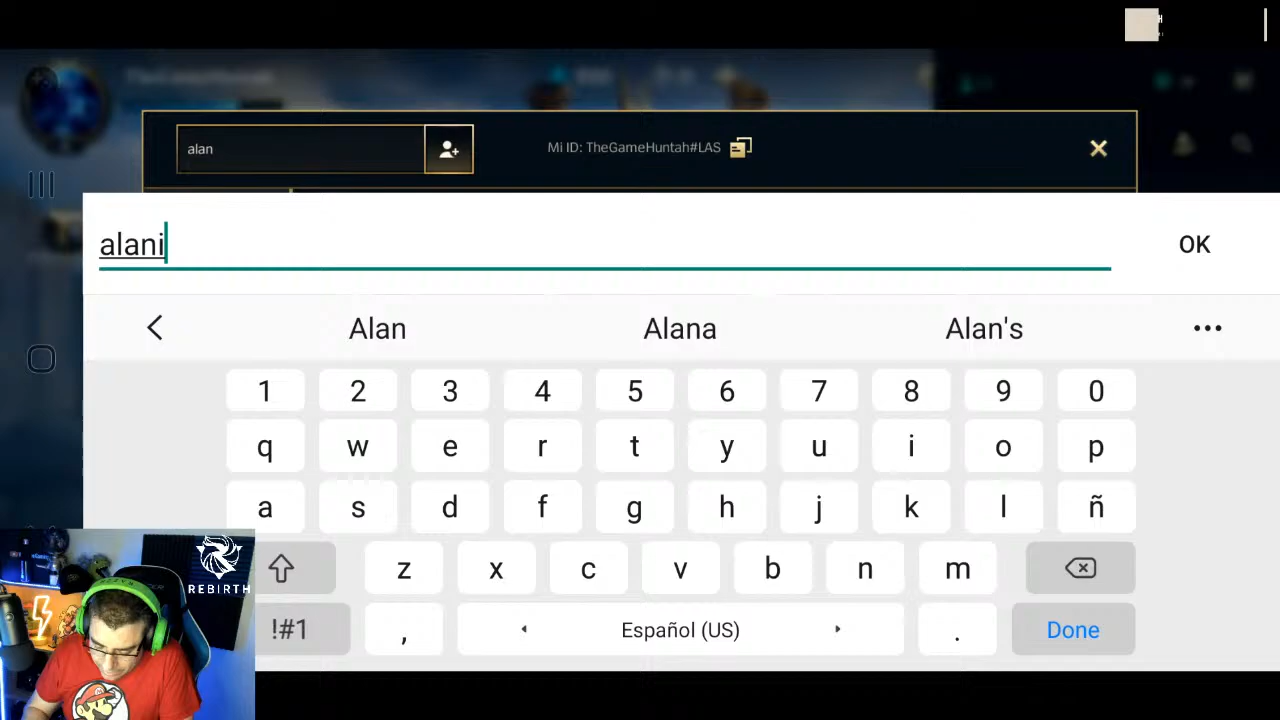 alan
Mi ID: TheGameHuntah#LAS
alani
OK
Alan
Alana
Alan's
1 2 3 4 5 6 7 8 9 0
q w e r t y u i o p
a s d f g h j k l ñ
z x c v b n m
!#1 , Español (US) . Done
REBIRTH